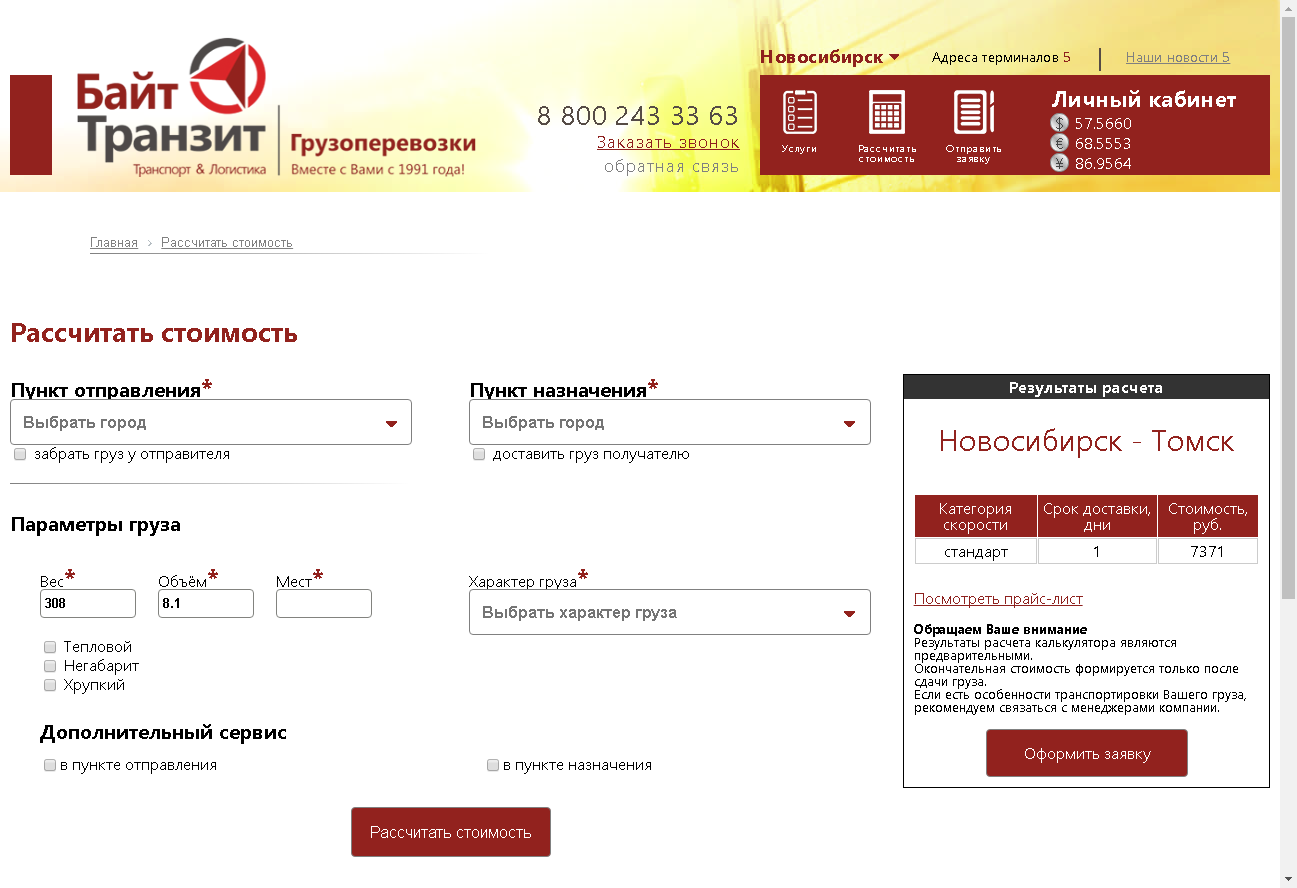 Новосибирск
Адреса терминалов 5
Наши новости 5
Байт
Транзит
Грузоперевозки
Транспорт & Логистика
Вместе с Вами с 1991 года!
8 800 243 33 63
Заказать звонок
обратная связь
Услуги
Рассчитать
стоимость
Отправить
заявку
Личный кабинет
$ 57.5660
€ 68.5553
¥ 86.9564
Главная › Рассчитать стоимость
Рассчитать стоимость
Пункт отправления*
Выбрать город
забрать груз у отправителя
Пункт назначения*
Выбрать город
доставить груз получателю
Параметры груза
Вес*
308
Объём*
8.1
Мест*
Характер груза*
Выбрать характер груза
Тепловой
Негабарит
Хрупкий
Дополнительный сервис
в пункте отправления
в пункте назначения
Рассчитать стоимость
Результаты расчета
Новосибирск - Томск
Категория скорости
Срок доставки, дни
Стоимость, руб.
стандарт 1 7371
Посмотреть прайс-лист
Обращаем Ваше внимание
Результаты расчета калькулятора являются
предварительными.
Окончательная стоимость формируется только после
сдачи груза.
Если есть особенности транспортировки Вашего груза,
рекомендуем связаться с менеджерами компании.
Оформить заявку